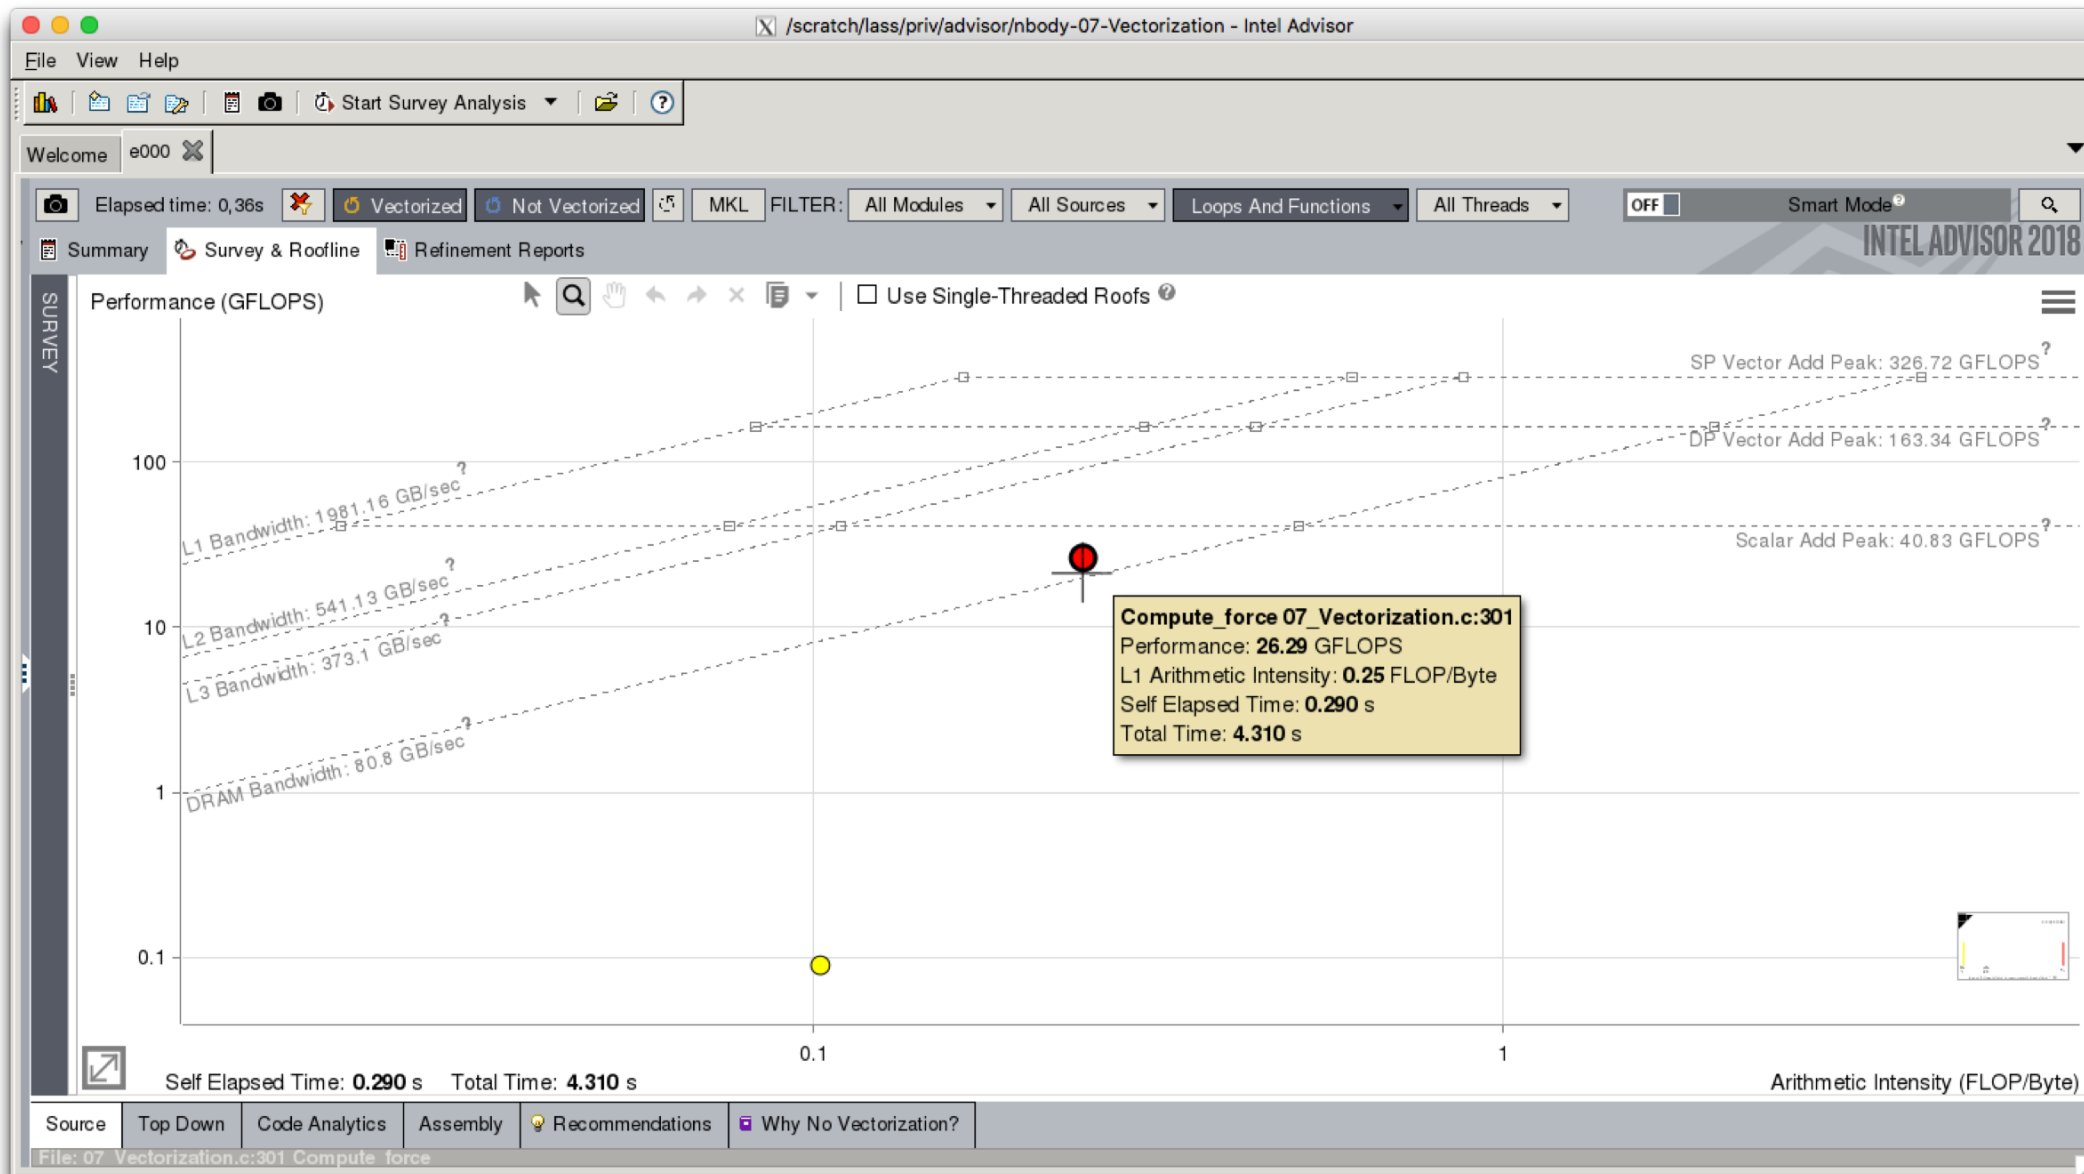 /scratch/lass/priv/advisor/nbody-07-Vectorization - Intel Advisor
File View Help
Start Survey Analysis
Welcome e000
Elapsed time: 0,36s Vectorized Not Vectorized MKL FILTER: All Modules All Sources Loops And Functions All Threads OFF Smart Mode
INTEL ADVISOR 2018
Summary Survey & Roofline Refinement Reports
SURVEY
Performance (GFLOPS)
Use Single-Threaded Roofs
SP Vector Add Peak: 326.72 GFLOPS ?
DP Vector Add Peak: 163.34 GFLOPS ?
Scalar Add Peak: 40.83 GFLOPS ?
L1 Bandwidth: 1981.16 GB/sec ?
L2 Bandwidth: 541.13 GB/sec ?
L3 Bandwidth: 373.1 GB/sec ?
DRAM Bandwidth: 80.8 GB/sec ?
100
10
1
0.1
Compute_force 07_Vectorization.c:301
Performance: 26.29 GFLOPS
L1 Arithmetic Intensity: 0.25 FLOP/Byte
Self Elapsed Time: 0.290 s
Total Time: 4.310 s
0.1 1
Self Elapsed Time: 0.290 s Total Time: 4.310 s
Arithmetic Intensity (FLOP/Byte)
Source Top Down Code Analytics Assembly Recommendations Why No Vectorization?
File: 07_Vectorization.c:301 Compute_force